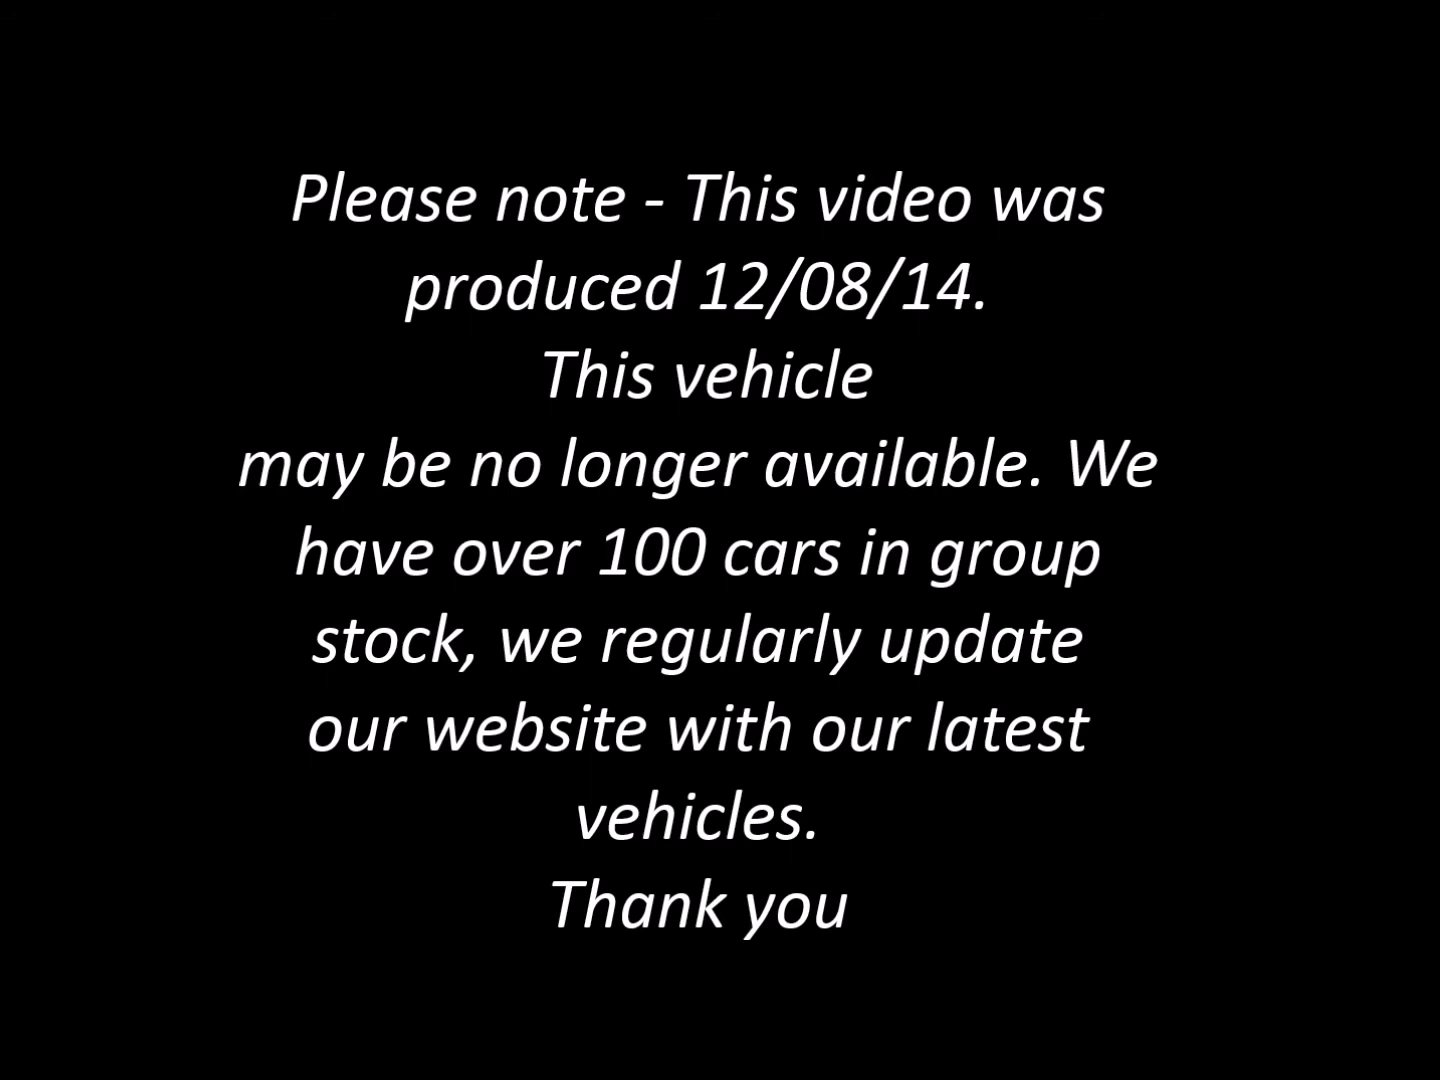 Please note - This video was
produced 12/08/14.
This vehicle
may be no longer available. We
have over 100 cars in group
stock, we regularly update
our website with our latest
vehicles.
Thank you